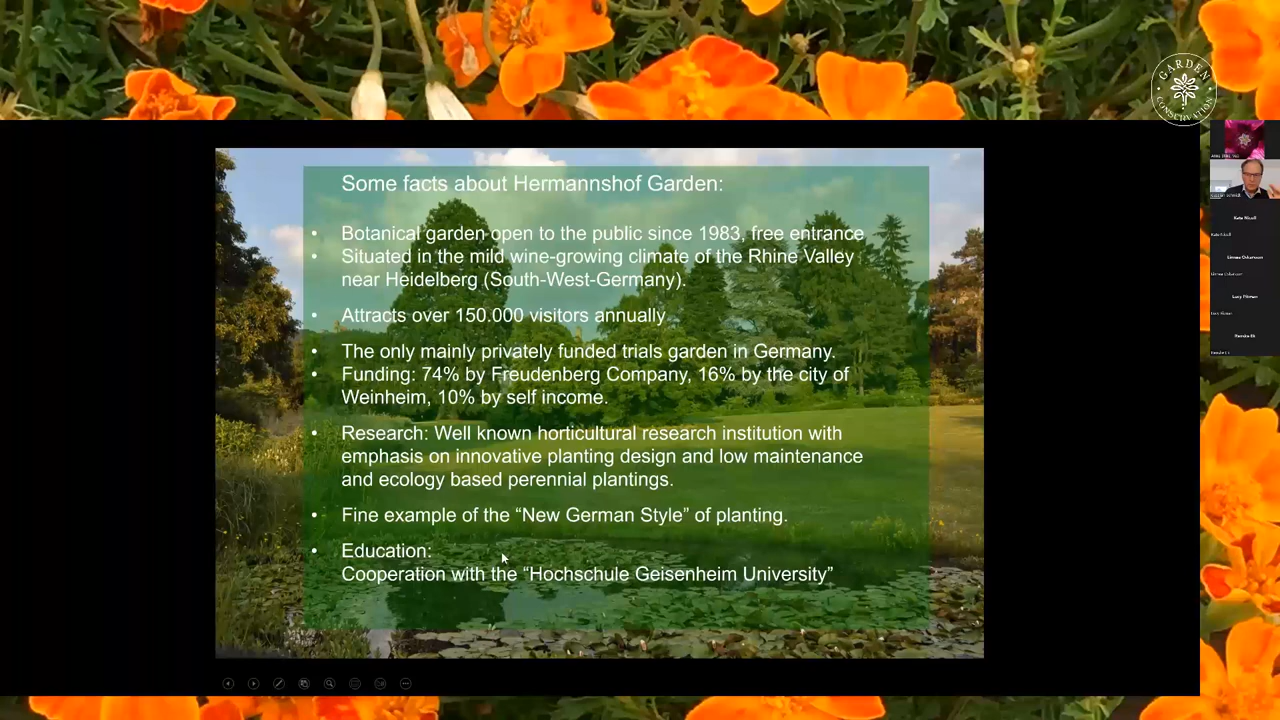 GARDEN
CONSERVATION
Some facts about Hermannshof Garden:
• Botanical garden open to the public since 1983, free entrance
• Situated in the mild wine-growing climate of the Rhine Valley
near Heidelberg (South-West-Germany).
• Attracts over 150.000 visitors annually
• The only mainly privately funded trials garden in Germany.
• Funding: 74% by Freudenberg Company, 16% by the city of
Weinheim, 10% by self income.
• Research: Well known horticultural research institution with
emphasis on innovative planting design and low maintenance
and ecology based perennial plantings.
• Fine example of the “New German Style” of planting.
• Education:
Cooperation with the “Hochschule Geisenheim University”